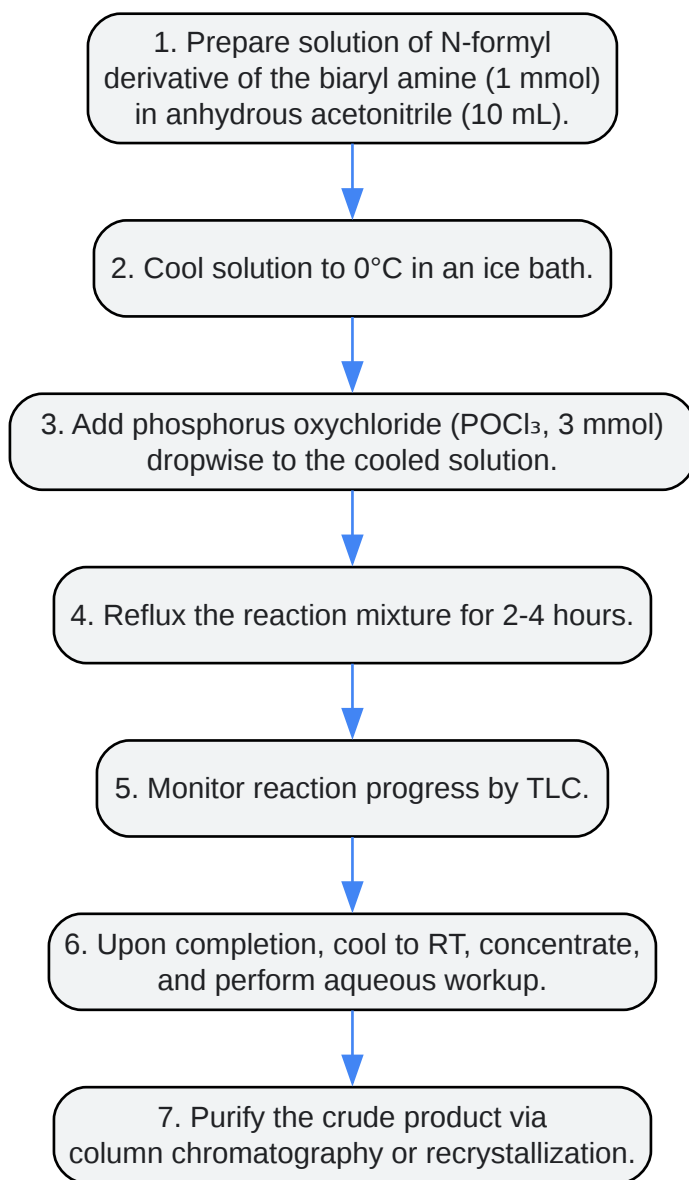 1. Prepare solution of N-formyl
derivative of the biaryl amine (1 mmol)
in anhydrous acetonitrile (10 mL).
2. Cool solution to 0°C in an ice bath.
3. Add phosphorus oxychloride (POCl₃, 3 mmol)
dropwise to the cooled solution.
4. Reflux the reaction mixture for 2-4 hours.
5. Monitor reaction progress by TLC.
6. Upon completion, cool to RT, concentrate,
and perform aqueous workup.
7. Purify the crude product via
column chromatography or recrystallization.